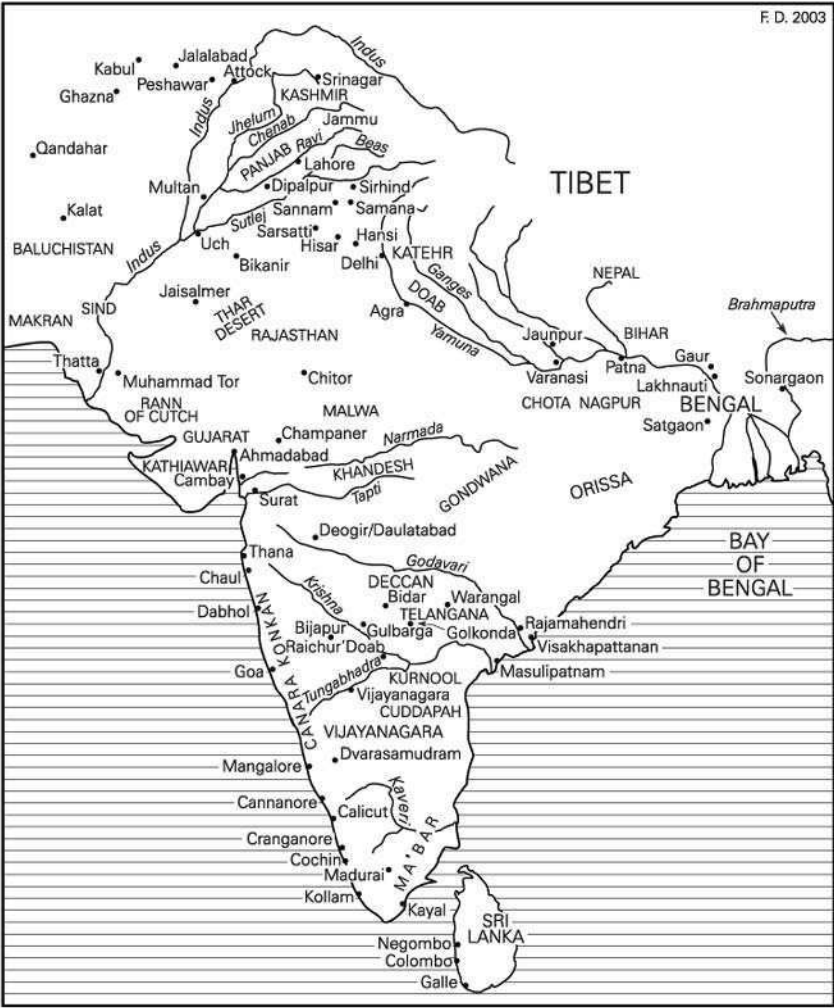 F. D. 2003
Indus
Jalalabad
Kabul
Attock
Peshawar
Srinagar
Ghazna
KASHMIR
Indus
Jhelum
Chenab
Jammu
Ravi
Beas
Qandahar
PANJAB
Lahore
TIBET
Multan
Dipalpur
Sirhind
Kalat
Sannam
Samana
Sutlej
Sarsatti
Hansi
Uch
Hisar
BALUCHISTAN
Indus
Bikanir
Delhi
KATEHR
Ganges
NEPAL
Jaisalmer
THAR
DESERT
DOAB
SIND
Agra
Brahmaputra
MAKRAN
RAJASTHAN
Yamuna
Jaunpur
BIHAR
Thatta
Muhammad Tor
Chitor
Varanasi
Patna
Gaur
Lakhnauti
Sonargaon
RANN
OF CUTCH
MALWA
CHOTA NAGPUR
BENGAL
Satgaon
GUJARAT
Champaner
Narmada
Ahmadabad
KATHIAWAR
Cambay
KHANDESH
GONDWANA
ORISSA
Surat
Tapti
Deogir/Daulatabad
BAY
OF
BENGAL
Thana
Godavari
Chaul
DECCAN
Krishna
Bidar
Warangal
Dabhol
TELANGANA
Rajamahendri
Bijapur
Gulbarga
Golkonda
Visakhapattanan
Raichur'Doab
CANARA KONKAN
Masulipatnam
Goa
Tungabhadra
KURNOOL
Vijayanagara
CUDDAPAH
VIJAYANAGARA
Dvarasamudram
Mangalore
Kaveri
Cannanore
Calicut
MA'BAR
Cranganore
Cochin
Madurai
Kollam
Kayal
SRI
LANKA
Negombo
Colombo
Galle